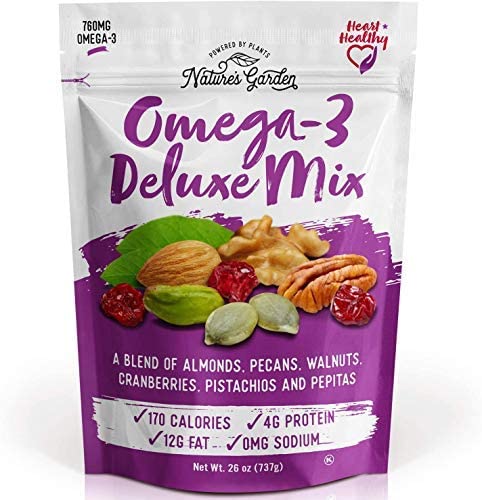 760MG
OMEGA-3
Heart
Healthy
POWERED BY PLANTS
Nature's Garden
Omega-3
Deluxe Mix
A BLEND OF ALMONDS, PECANS, WALNUTS,
CRANBERRIES, PISTACHIOS AND PEPITAS
✓170 CALORIES ✓4G PROTEIN
✓12G FAT ✓0MG SODIUM
Net Wt. 26 oz (737g)
K